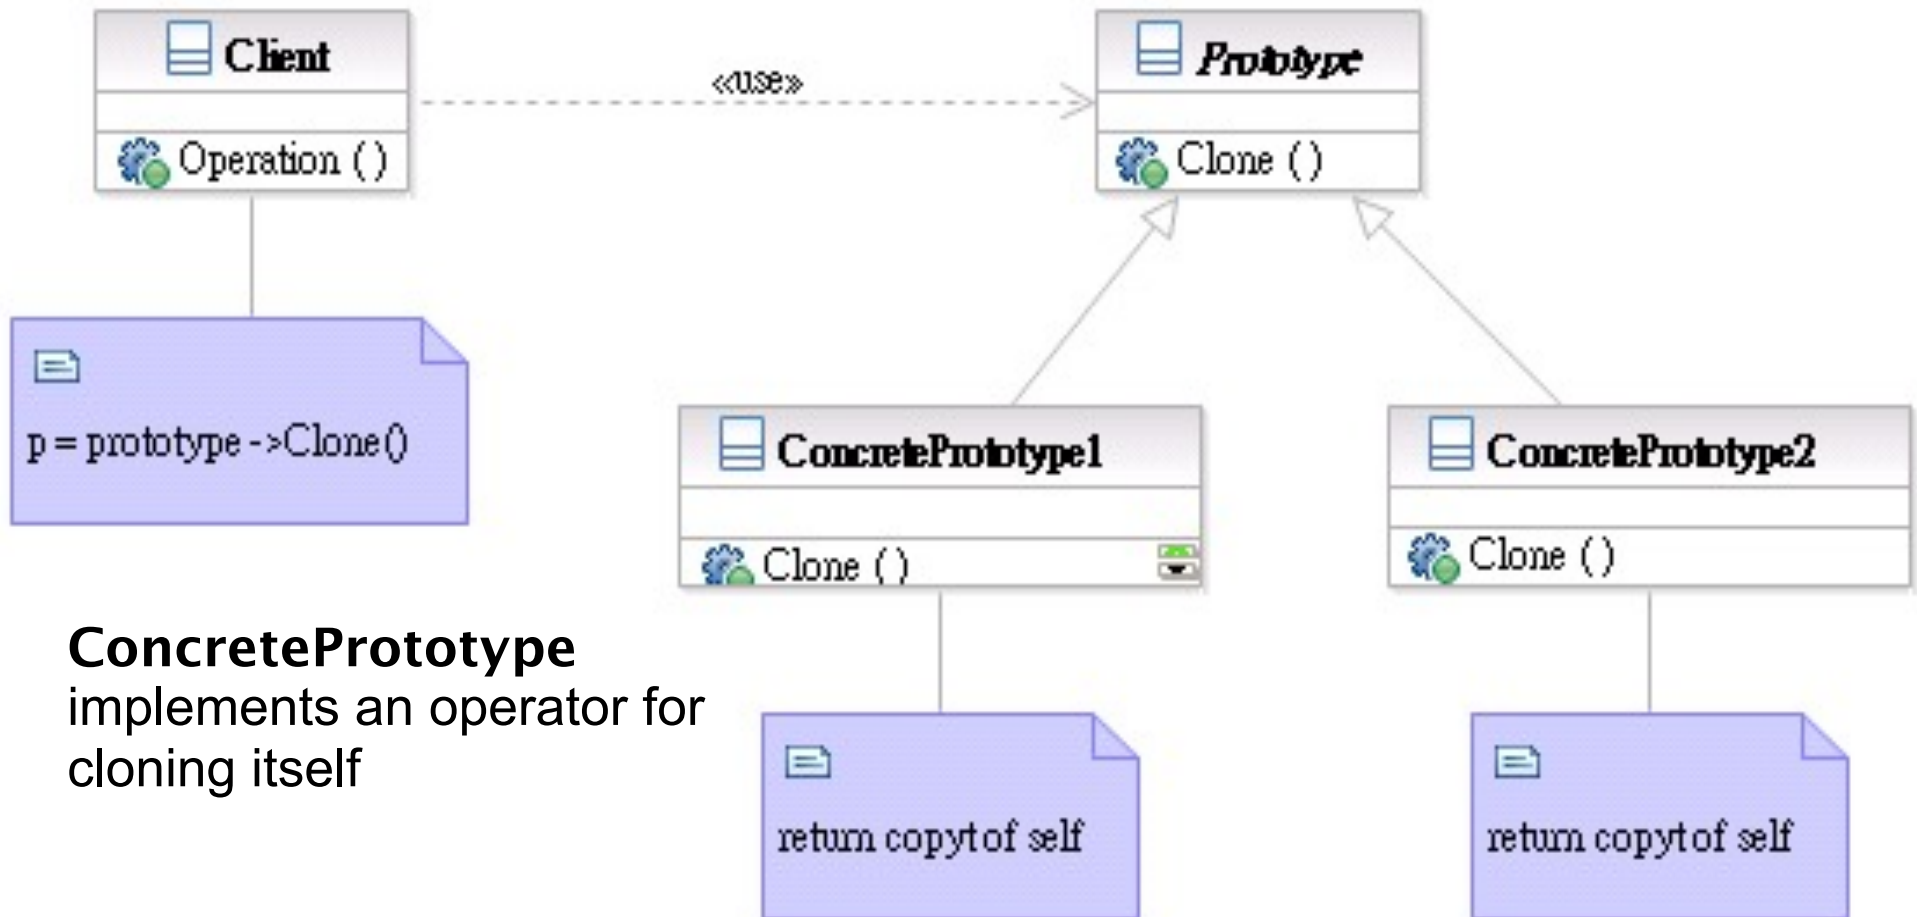 Client
Operation ()
«use»
Prototype
Clone ()
p = prototype ->Clone()
ConcretePrototype1
Clone ()
ConcretePrototype2
Clone ()
ConcretePrototype
implements an operator for
cloning itself
return copyt of self
return copyt of self